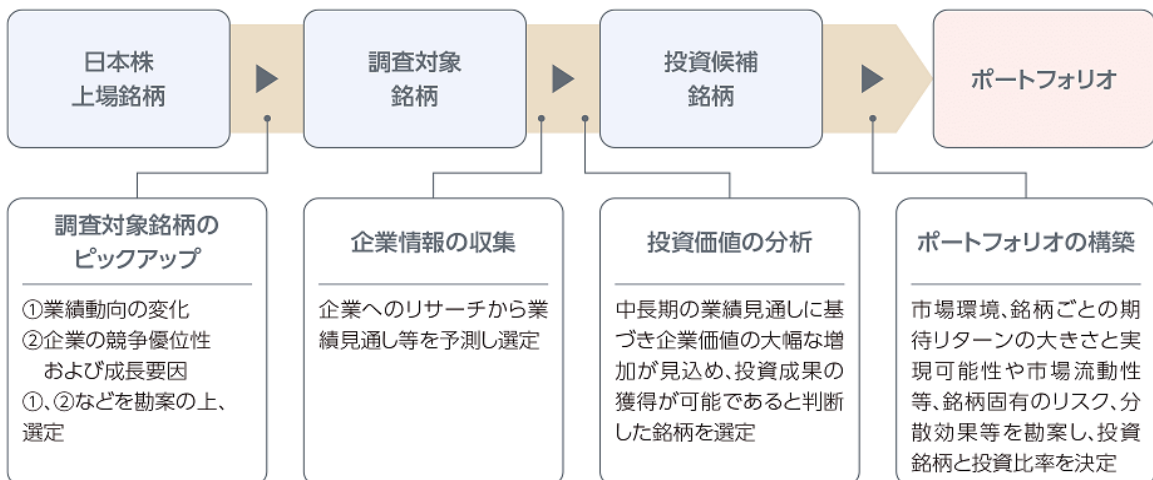 日本株
上場銘柄
調査対象
銘柄
投資候補
銘柄
ポートフォリオ
調査対象銘柄の
ピックアップ
①業績動向の変化
②企業の競争優位性
および成長要因
①、②などを勘案の上、
選定
企業情報の収集
企業へのリサーチから業
績見通し等を予測し選定
投資価値の分析
中長期の業績見通しに基
づき企業価値の大幅な増
加が見込め、投資成果の
獲得が可能であると判断
した銘柄を選定
ポートフォリオの構築
市場環境、銘柄ごとの期
待リターンの大きさと実
現可能性や市場流動性
等、銘柄固有のリスク、分
散効果等を勘案し、投資
銘柄と投資比率を決定